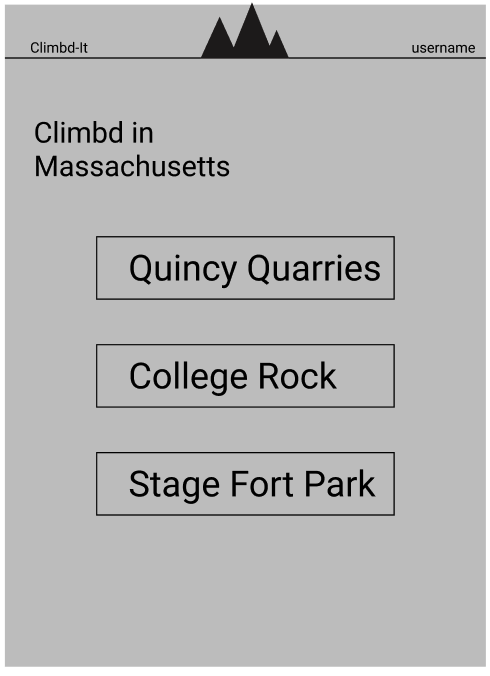 Climbd-It
username
Climbd in
Massachusetts
Quincy Quarries
College Rock
Stage Fort Park